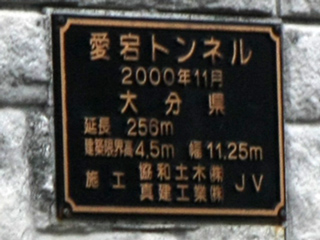 愛宕トンネル
2000年11月
大分県
延長 256m
建築限界高4.5m 幅11.25m
施工 協和土木㈱ 真建工業㈱ JV